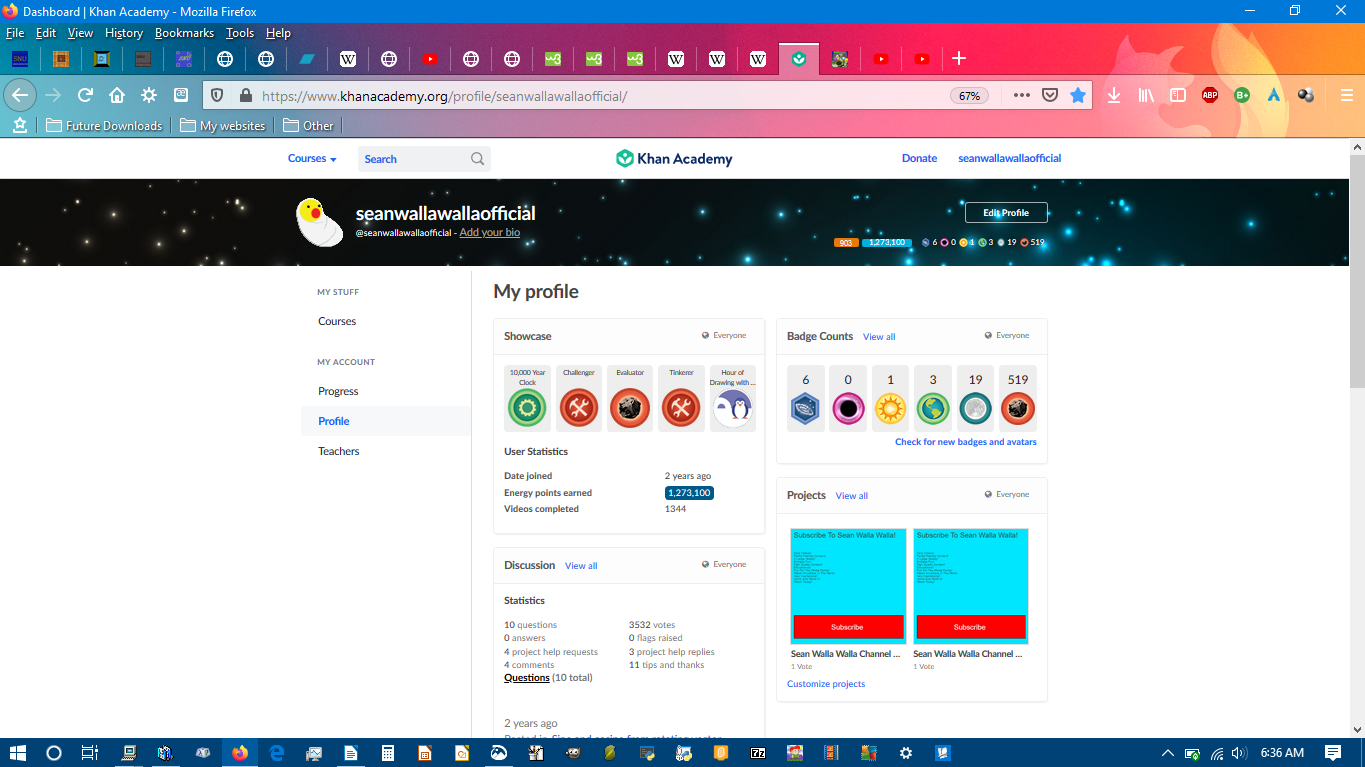 Dashboard | Khan Academy - Mozilla Firefox
File Edit View History Bookmarks Tools Help
https://www.khanacademy.org/profile/seanwallawallaofficial/ 67%
Future Downloads My websites Other
Courses Search Khan Academy Donate seanwallawallaofficial
seanwallawallaofficial
@seanwallawallaofficial - Add your bio
Edit Profile
903 1,273,100 6 0 1 3 19 519
MY STUFF
Courses
MY ACCOUNT
Progress
Profile
Teachers
My profile
Showcase Everyone
10,000 Year Clock
Challenger
Evaluator
Tinkerer
Hour of Drawing with ...
User Statistics
Date joined 2 years ago
Energy points earned 1,273,100
Videos completed 1344
Badge Counts View all Everyone
6 0 1 3 19 519
Check for new badges and avatars
Discussion View all Everyone
Statistics
10 questions 3532 votes
0 answers 0 flags raised
4 project help requests 3 project help replies
4 comments 11 tips and thanks
Questions (10 total)
2 years ago
Projects View all Everyone
Subscribe To Sean Walla Walla! Subscribe To Sean Walla Walla!
Subscribe Subscribe
Sean Walla Walla Channel ... Sean Walla Walla Channel ...
1 Vote 1 Vote
Customize projects
6:36 AM